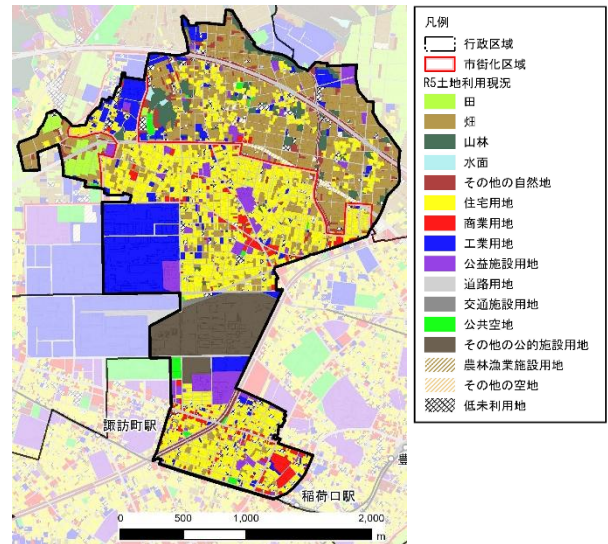 凡例
行政区域
市街化区域
R5土地利用現況
田
畑
山林
水面
その他の自然地
住宅用地
商業用地
工業用地
公益施設用地
道路用地
交通施設用地
公共空地
その他の公的施設用地
農林漁業施設用地
その他の空地
低未利用地
諏訪町駅
豊
稲荷口駅
0 500 1,000 2,000
m